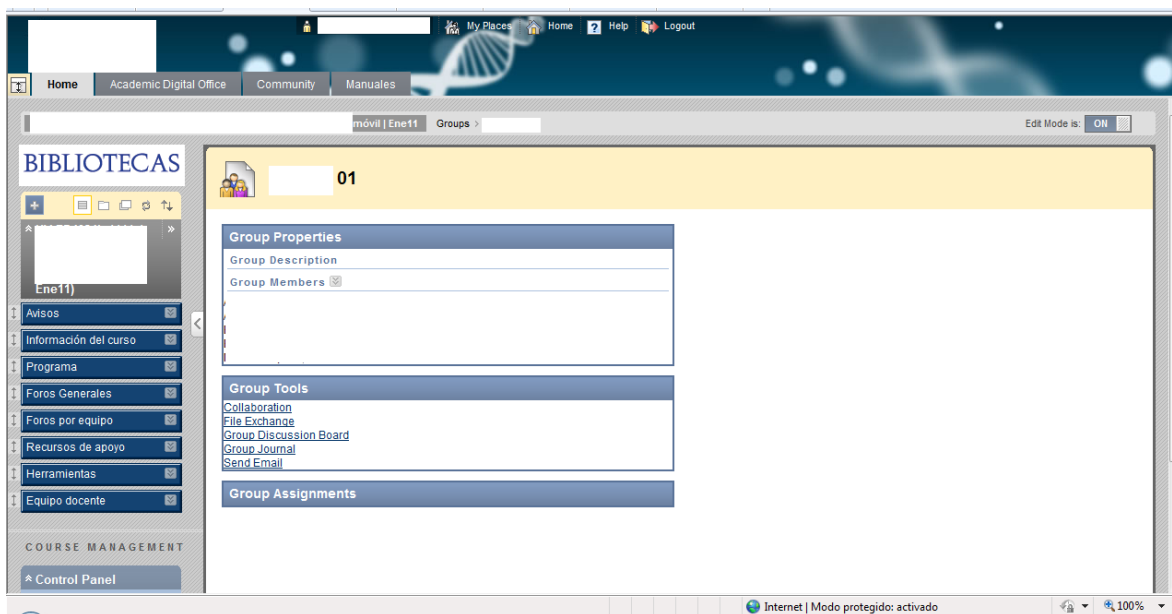 My Places Home ? Help Logout
Home Academic Digital Office Community Manuales
móvil | Ene11 Groups > Edit Mode is: ON
BIBLIOTECAS
01
Ene11)
Avisos
Información del curso
Programa
Foros Generales
Foros por equipo
Recursos de apoyo
Herramientas
Equipo docente
COURSE MANAGEMENT
Control Panel
Group Properties
Group Description
Group Members
Group Tools
Collaboration
File Exchange
Group Discussion Board
Group Journal
Send Email
Group Assignments
Internet | Modo protegido: activado 100%